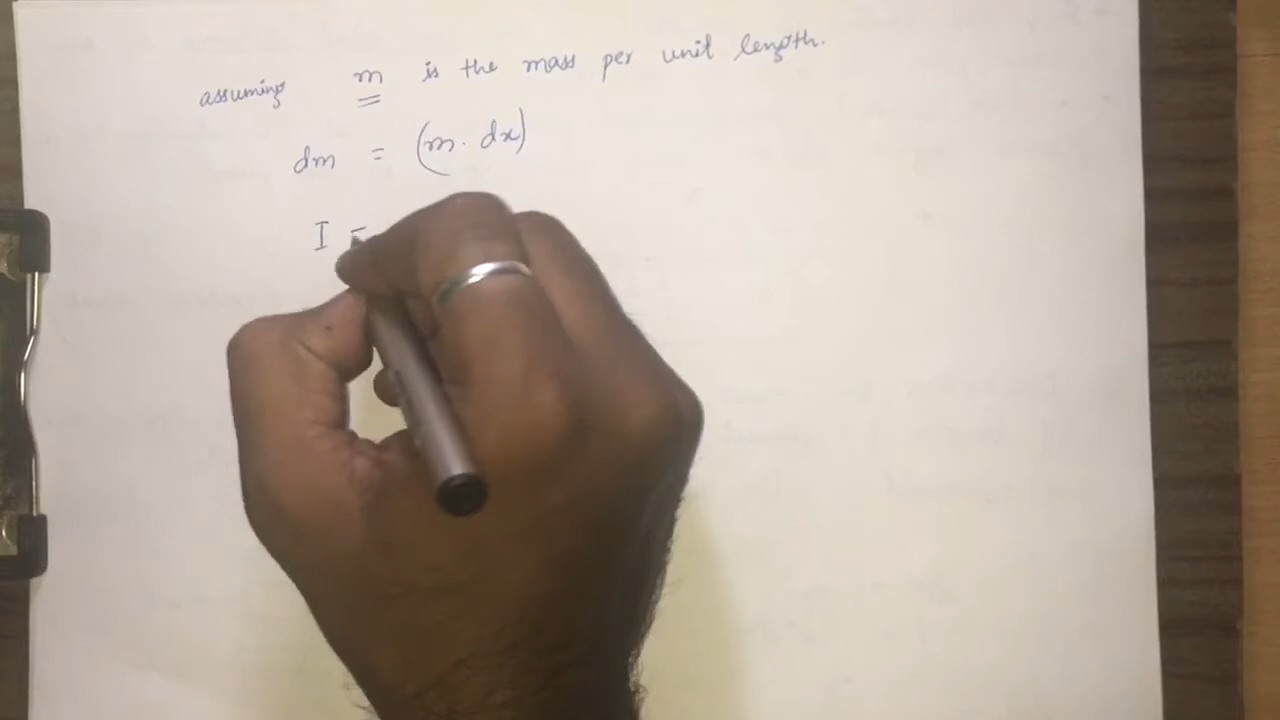 assuming m is the mass per unit length.
dm = (m. dx)
I =